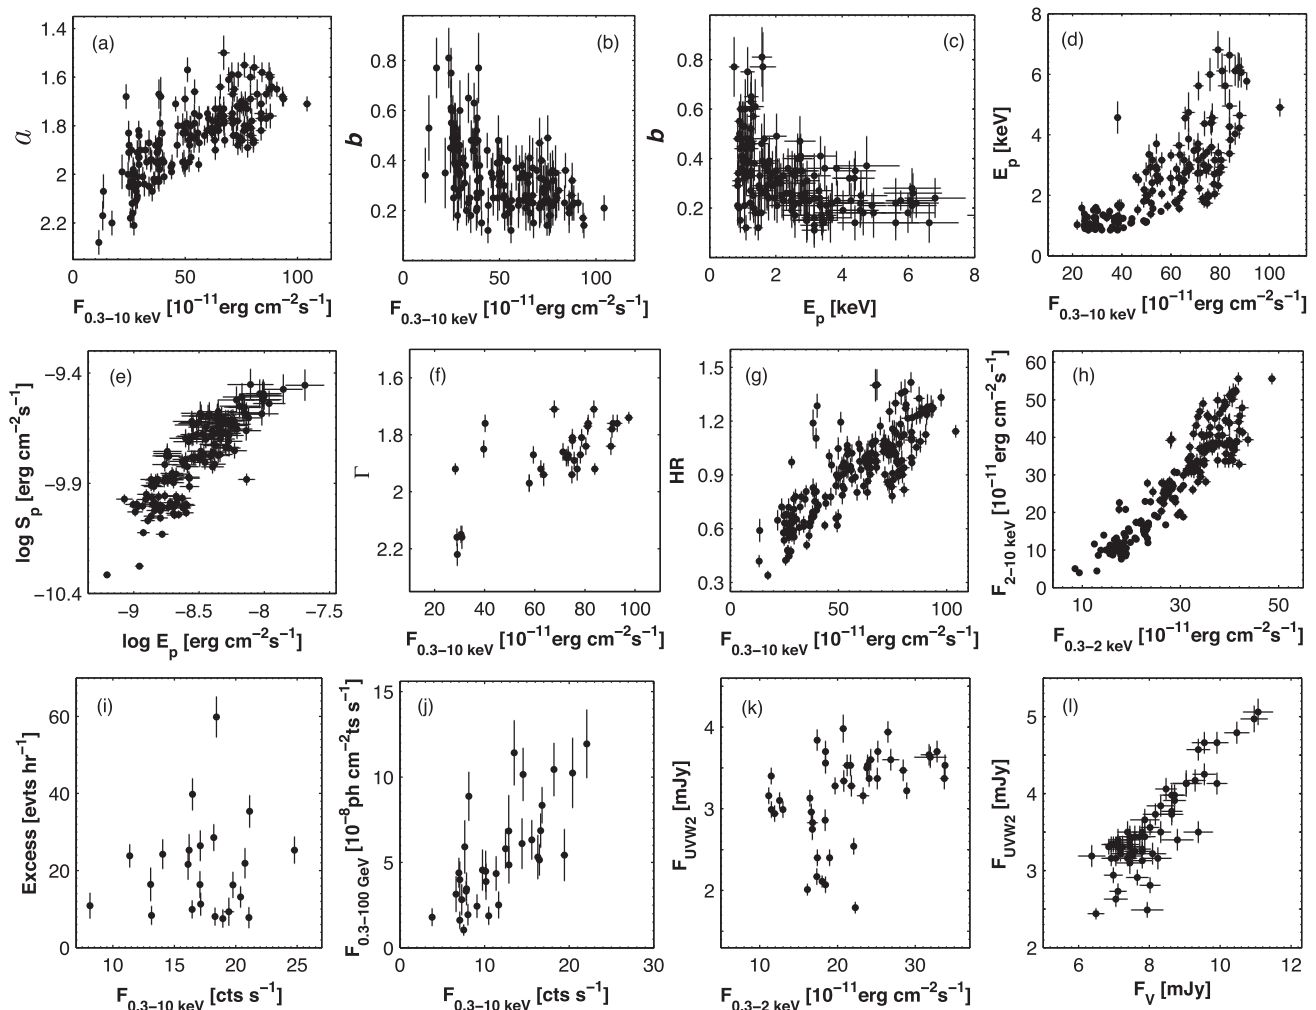 (a)
1.4
1.6
1.8
2
2.2
a
0
50
100
F0.3−10 keV [10−11erg cm−2s−1]
(b)
0.8
0.6
0.4
0.2
b
0
50
100
F0.3−10 keV [10−11erg cm−2s−1]
(c)
0.8
0.6
0.4
0.2
b
0
2
4
6
8
Ep [keV]
(d)
8
6
4
2
0
Ep [keV]
20
40
60
80
100
F0.3−10 keV [10−11erg cm−2s−1]
(e)
−9.4
−9.9
−10.4
log Sp [erg cm−2s−1]
−9
−8.5
−8
−7.5
log Ep [erg cm−2s−1]
(f)
1.6
1.8
2
2.2
Γ
20
40
60
80
100
F0.3−10 keV [10−11erg cm−2s−1]
(g)
1.5
1.2
0.9
0.6
0.3
HR
0
50
100
F0.3−10 keV [10−11erg cm−2s−1]
(h)
60
50
40
30
20
10
0
F2−10 keV [10−11erg cm−2s−1]
10
30
50
F0.3−2 keV [10−11erg cm−2s−1]
(i)
60
40
20
0
Excess [evts hr−1]
10
15
20
25
F0.3−10 keV [cts s−1]
(j)
15
10
5
0
F0.3−100 GeV [10−8ph cm−2ts s−1]
0
10
20
30
F0.3−10 keV [cts s−1]
(k)
4
3
2
FUVW2 [mJy]
10
20
30
F0.3−2 keV [10−11erg cm−2s−1]
(l)
5
4
3
2
FUVW2 [mJy]
6
8
10
12
FV [mJy]